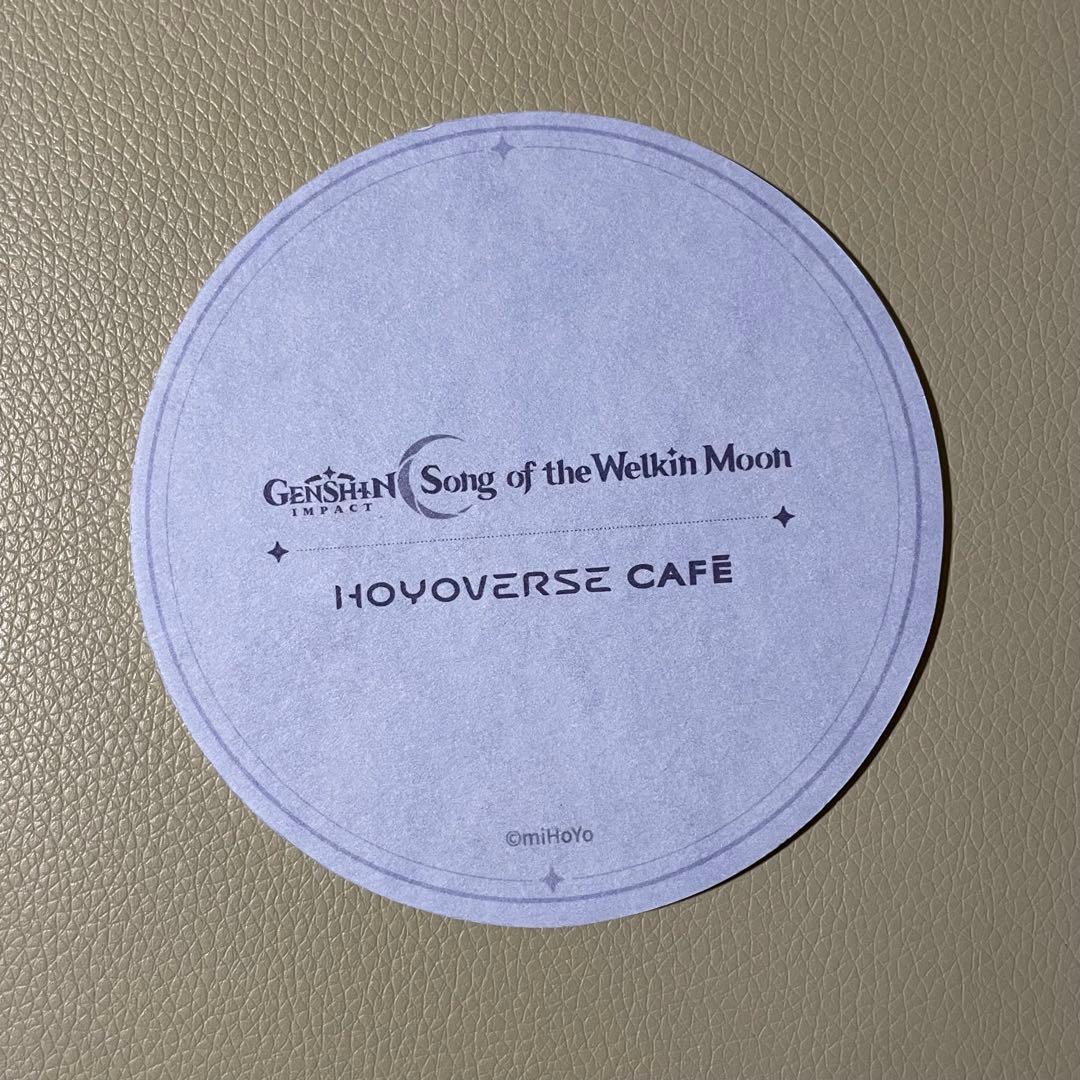 GENSHIN IMPACT Song of the Welkin Moon
HOYOVERSE CAFÉ
©miHoYo